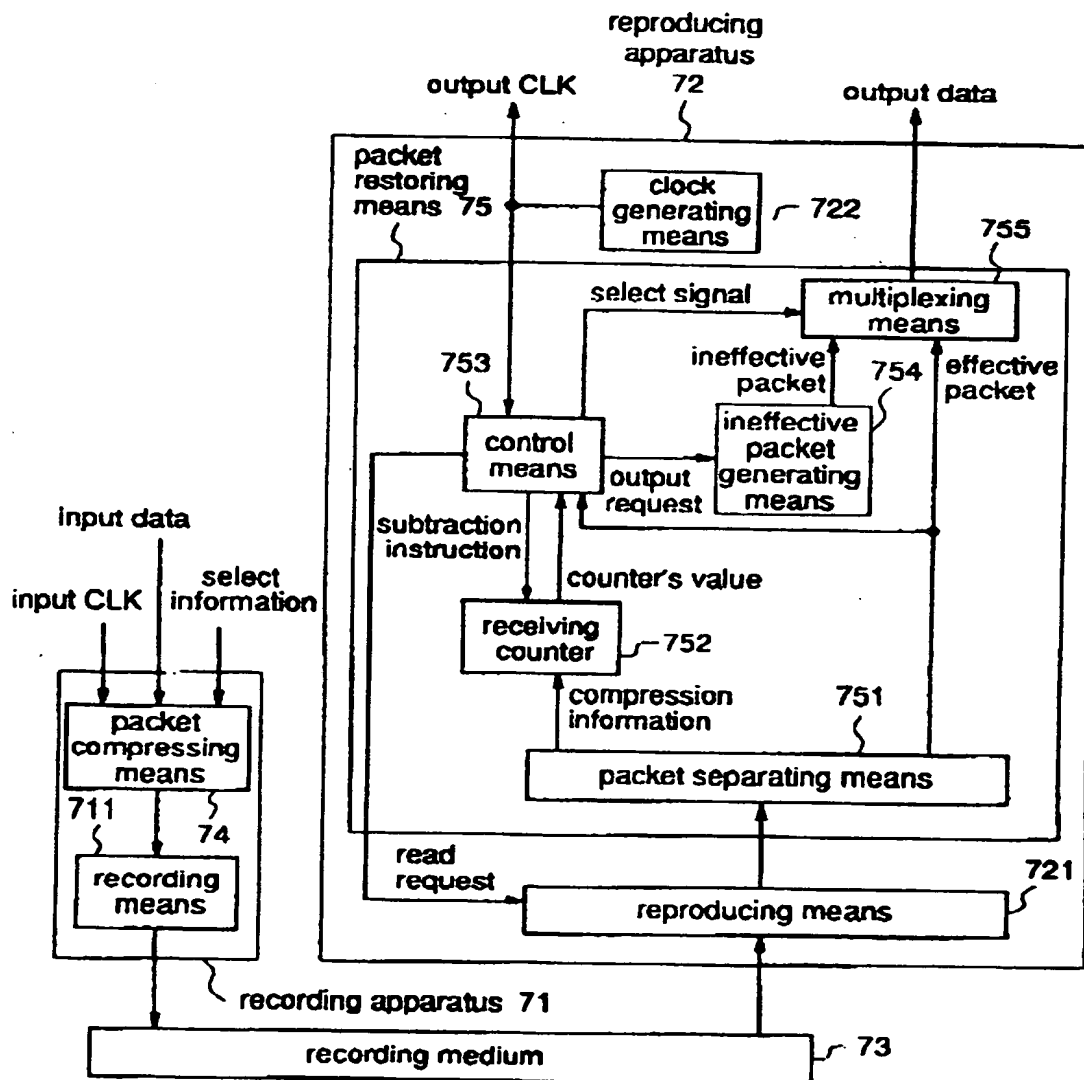 reproducing
apparatus
72
output CLK
output data
packet
restoring
means 75
clock
generating
means
722
755
select signal
multiplexing
means
753
ineffective
packet
754
effective
packet
control
means
output
request
ineffective
packet
generating
means
input data
subtraction
instruction
counter's value
input CLK
select
information
receiving
counter
752
compression
information
751
packet
compressing
means
packet separating means
711
74
read
request
721
recording
means
reproducing means
recording apparatus 71
recording medium
73